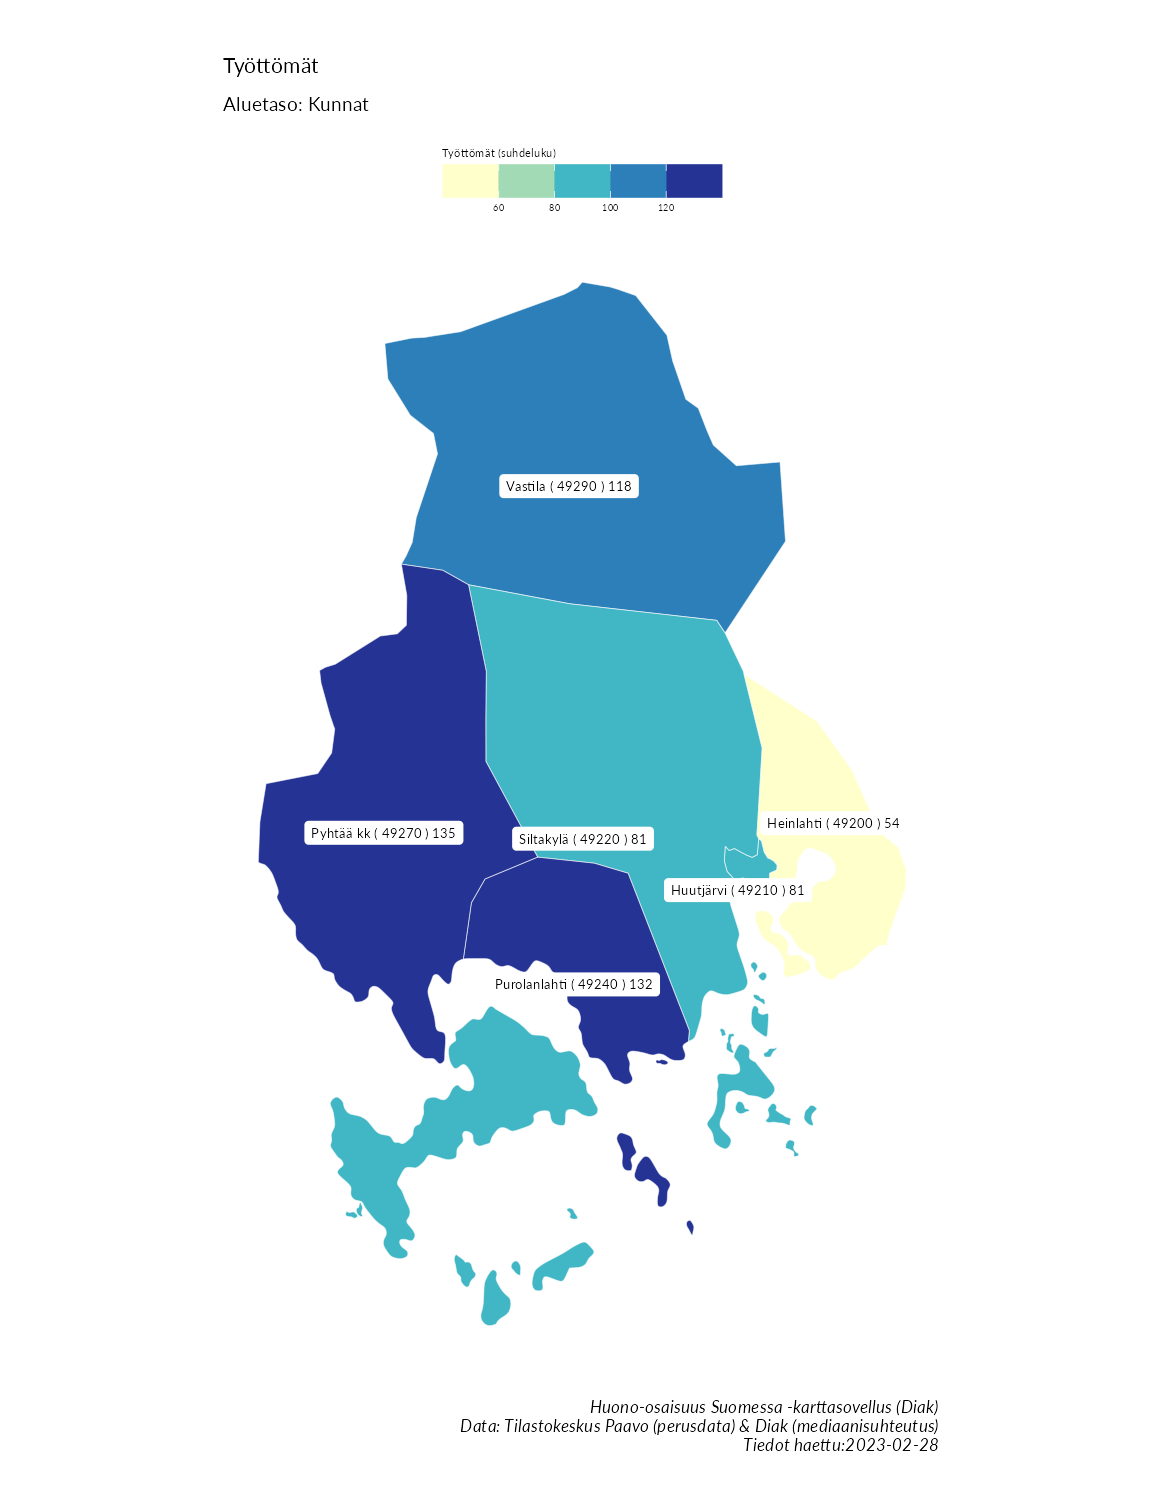 Työttömät
Aluetaso: Kunnat
Työttömät (suhdeluku)
60 80 100 120
Vastila ( 49290 ) 118
Heinlahti ( 49200 ) 54
Pyhtää kk ( 49270 ) 135
Siltakylä ( 49220 ) 81
Huutjärvi ( 49210 ) 81
Purolanlahti ( 49240 ) 132
Huono-osaisuus Suomessa -karttasovellus (Diak)
Data: Tilastokeskus Paavo (perusdata) & Diak (mediaanisuhteutus)
Tiedot haettu:2023-02-28